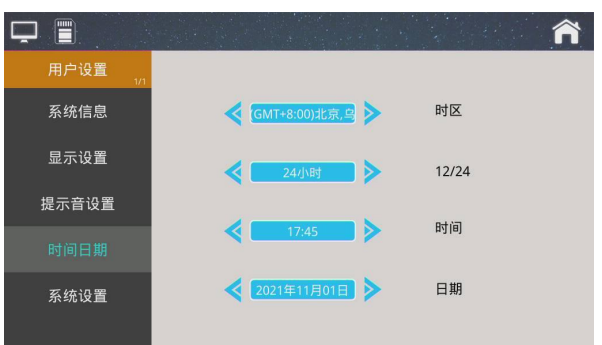 用户设置
1/1
系统信息
显示设置
提示音设置
时间日期
系统设置
(GMT+8:00)北京,乌 时区
24小时 12/24
17:45 时间
2021年11月01日 日期